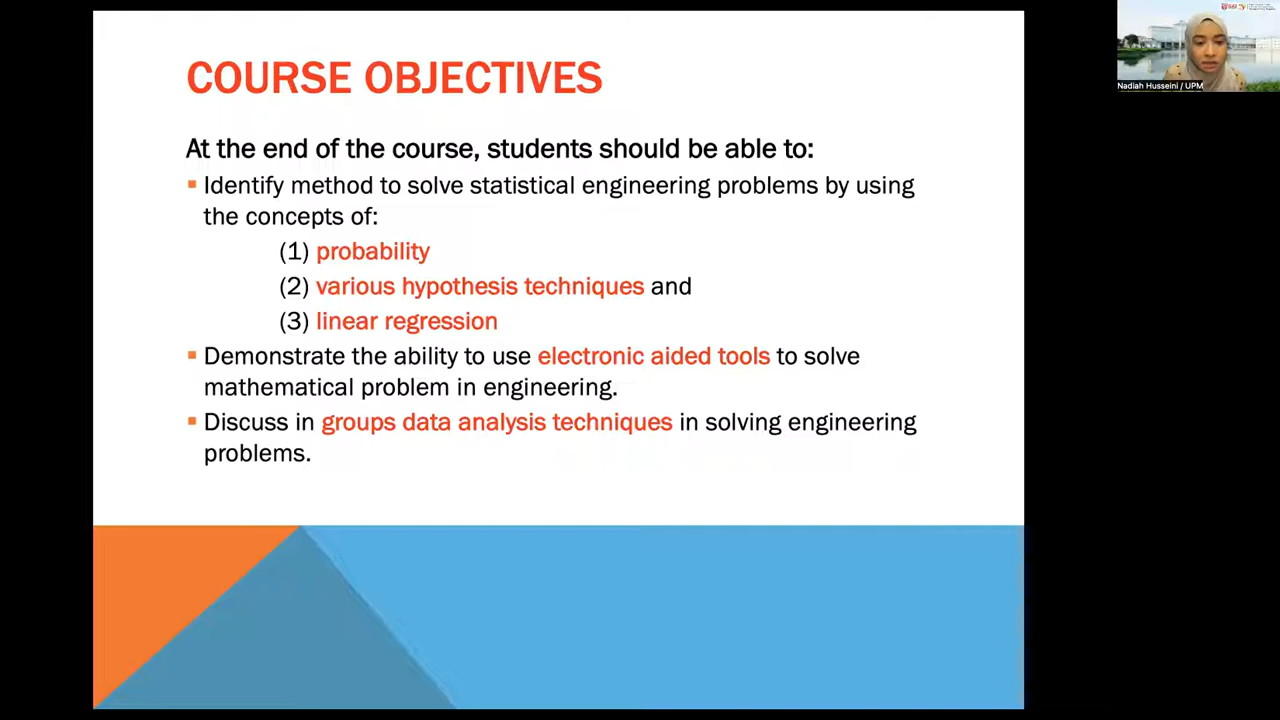 COURSE OBJECTIVES
At the end of the course, students should be able to:
▪ Identify method to solve statistical engineering problems by using
the concepts of:
(1) probability
(2) various hypothesis techniques and
(3) linear regression
▪ Demonstrate the ability to use electronic aided tools to solve
mathematical problem in engineering.
▪ Discuss in groups data analysis techniques in solving engineering
problems.
Nadiah Husseini / UPM